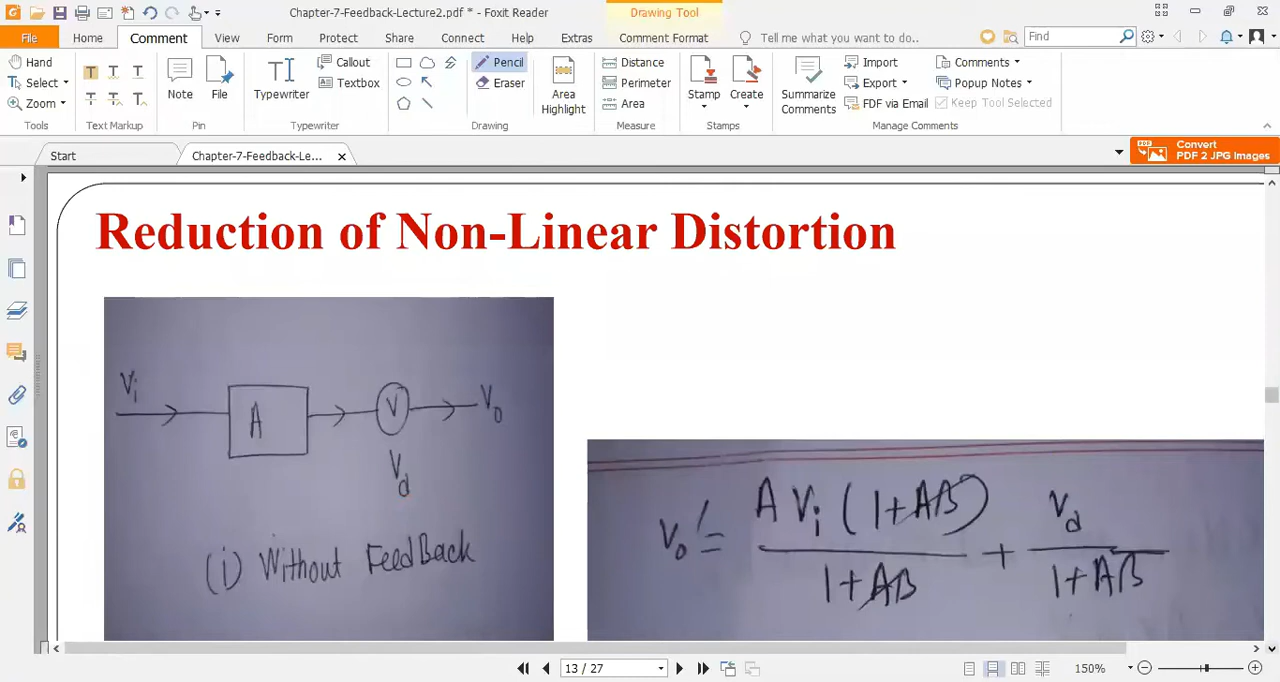 Chapter-7-Feedback-Lecture2.pdf * - Foxit Reader
Drawing Tool
File Home Comment View Form Protect Share Connect Help Extras Comment Format Tell me what you want to do.. Find
Hand
Select
Zoom
Tools
T T T
T T T
Text Markup
Note
File
Pin
Typewriter
Callout
Textbox
Typewriter
Pencil
Eraser
Drawing
Area Highlight
Distance
Perimeter
Area
Measure
Stamp
Create
Stamps
Summarize Comments
Import
Export
FDF via Email
Comments
Popup Notes
Keep Tool Selected
Manage Comments
Start
Chapter-7-Feedback-Le...
Convert
PDF 2 JPG Images
Reduction of Non-Linear Distortion
Vi A V Vo
Vd
(i) Without FeedBack
Vo' = AVi(1+AB) / 1+AB + Vd / 1+AB
13 / 27
150%